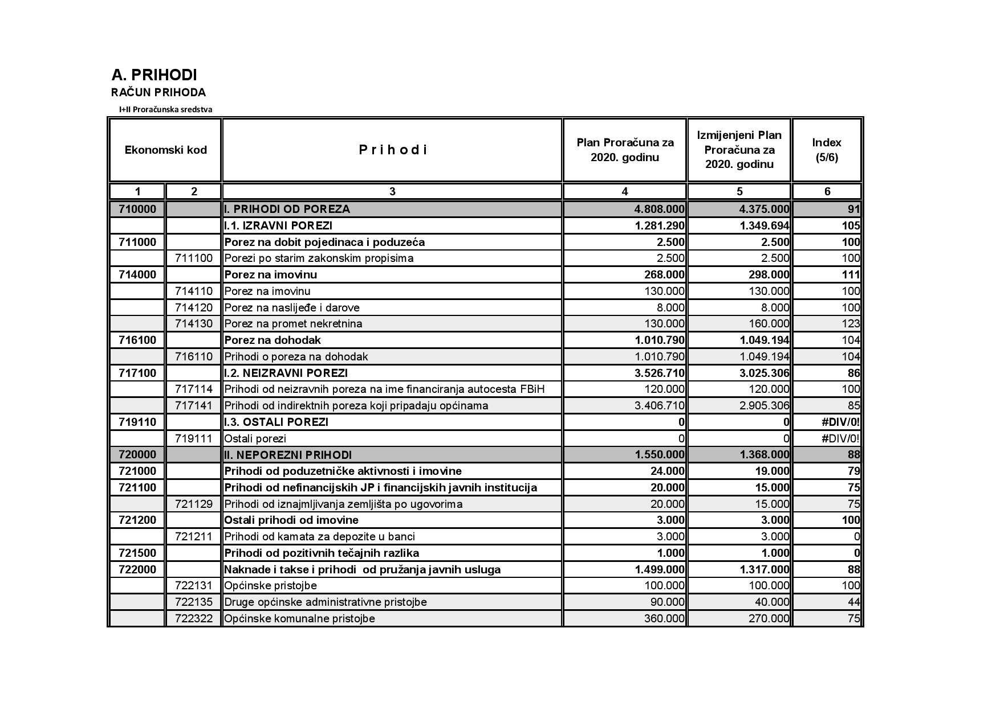 A. PRIHODI
RAČUN PRIHODA
I+II Proračunska sredstva
Ekonomski kod P r i h o d i Plan Proračuna za 2020. godinu Izmijenjeni Plan Proračuna za 2020. godinu Index (5/6)
1 2 3 4 5 6
710000 I. PRIHODI OD POREZA 4.808.000 4.375.000 91
I.1. IZRAVNI POREZI 1.281.290 1.349.694 105
711000 Porez na dobit pojedinaca i poduzeća 2.500 2.500 100
711100 Porezi po starim zakonskim propisima 2.500 2.500 100
714000 Porez na imovinu 268.000 298.000 111
714110 Porez na imovinu 130.000 130.000 100
714120 Porez na naslijeđe i darove 8.000 8.000 100
714130 Porez na promet nekretnina 130.000 160.000 123
716100 Porez na dohodak 1.010.790 1.049.194 104
716110 Prihodi o poreza na dohodak 1.010.790 1.049.194 104
717100 I.2. NEIZRAVNI POREZI 3.526.710 3.025.306 86
717114 Prihodi od neizravnih poreza na ime financiranja autocesta FBiH 120.000 120.000 100
717141 Prihodi od indirektnih poreza koji pripadaju općinama 3.406.710 2.905.306 85
719110 I.3. OSTALI POREZI 0 0 #DIV/0!
719111 Ostali porezi 0 0 #DIV/0!
720000 II. NEPOREZNI PRIHODI 1.550.000 1.368.000 88
721000 Prihodi od poduzetničke aktivnosti i imovine 24.000 19.000 79
721100 Prihodi od nefinancijskih JP i financijskih javnih institucija 20.000 15.000 75
721129 Prihodi od iznajmljivanja zemljišta po ugovorima 20.000 15.000 75
721200 Ostali prihodi od imovine 3.000 3.000 100
721211 Prihodi od kamata za depozite u banci 3.000 3.000 0
721500 Prihodi od pozitivnih tečajnih razlika 1.000 1.000 0
722000 Naknade i takse i prihodi od pružanja javnih usluga 1.499.000 1.317.000 88
722131 Općinske pristojbe 100.000 100.000 100
722135 Druge općinske administrativne pristojbe 90.000 40.000 44
722322 Općinske komunalne pristojbe 360.000 270.000 75